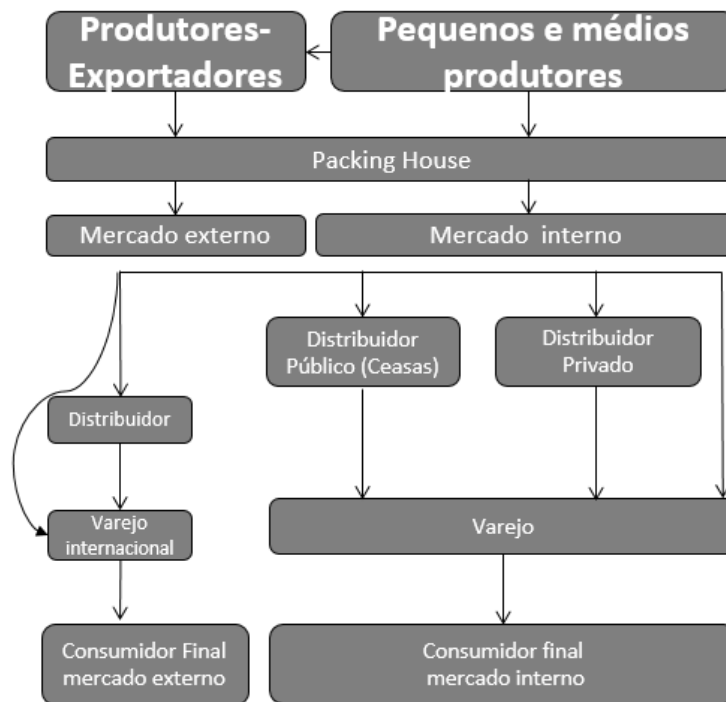 Produtores-
Exportadores
Pequenos e médios
produtores
Packing House
Mercado externo
Mercado interno
Distribuidor
Público (Ceasas)
Distribuidor
Privado
Distribuidor
Varejo
internacional
Varejo
Consumidor Final
mercado externo
Consumidor final
mercado interno